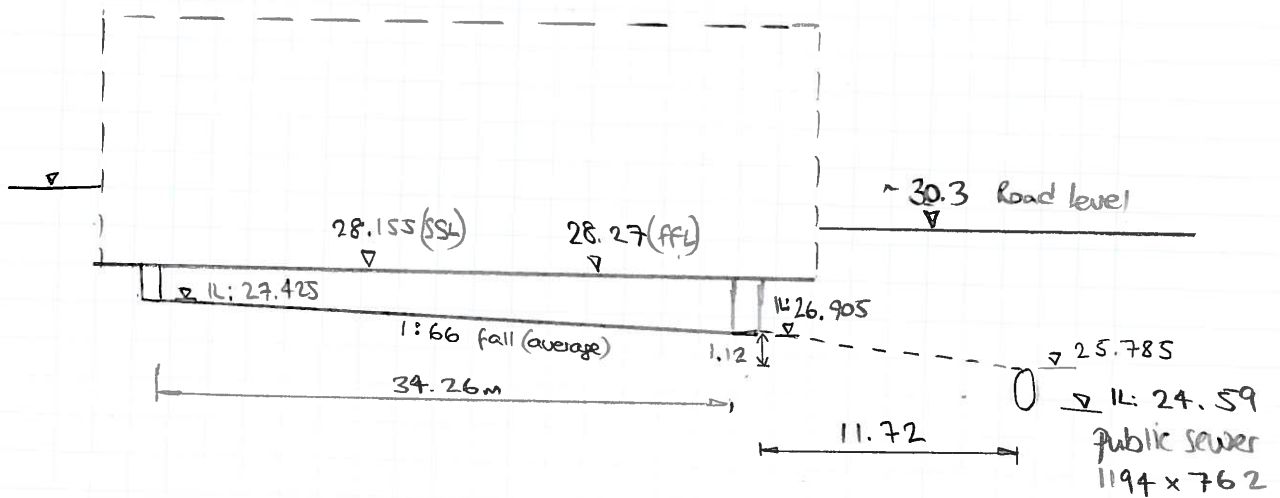 ~ 30.3 Road level
28.155(SSL)
28.27(FFL)
IL: 27.425
IL: 26.905
1:66 fall (average)
1.12
25.785
34.26m
IL: 24.59
11.72
public sewer
1194 x 762